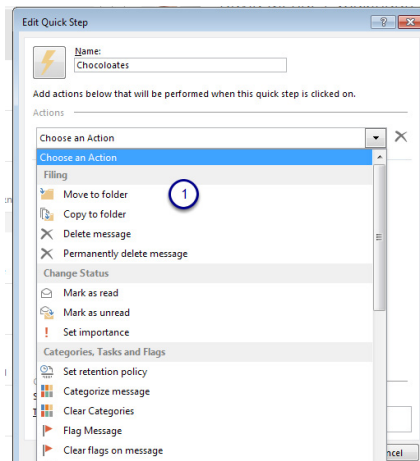 Edit Quick Step
Name:
Chocoloates
Add actions below that will be performed when this quick step is clicked on.
Actions
Choose an Action
Choose an Action
Filing
Move to folder
1
Copy to folder
Delete message
Permanently delete message
Change Status
Mark as read
Mark as unread
Set importance
Categories, Tasks and Flags
Set retention policy
Categorize message
Clear Categories
Flag Message
Clear flags on message
ncel